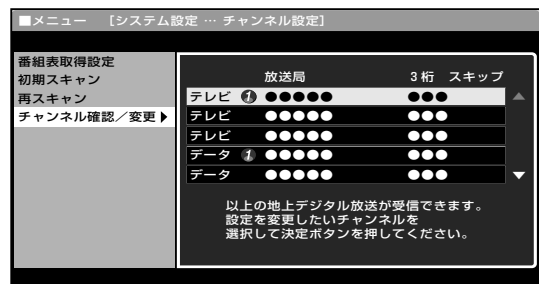 ■メニュー [システム設定 … チャンネル設定]
番組表取得設定
初期スキャン
再スキャン
チャンネル確認/変更▶
放送局 3桁 スキップ
テレビ 1 ●●●●● ●●●
テレビ ●●●●● ●●●
テレビ ●●●●● ●●●
データ 1 ●●●●● ●●●
データ ●●●●● ●●●
以上の地上デジタル放送が受信できます。
設定を変更したいチャンネルを
選択して決定ボタンを押してください。